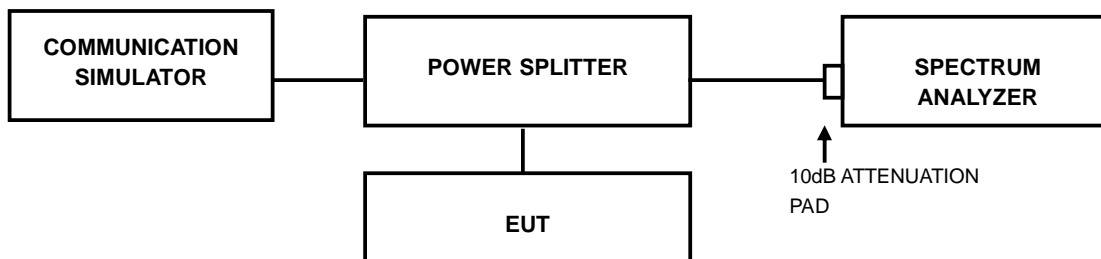 COMMUNICATION
SIMULATOR
POWER SPLITTER
SPECTRUM
ANALYZER
10dB ATTENUATION
PAD
EUT